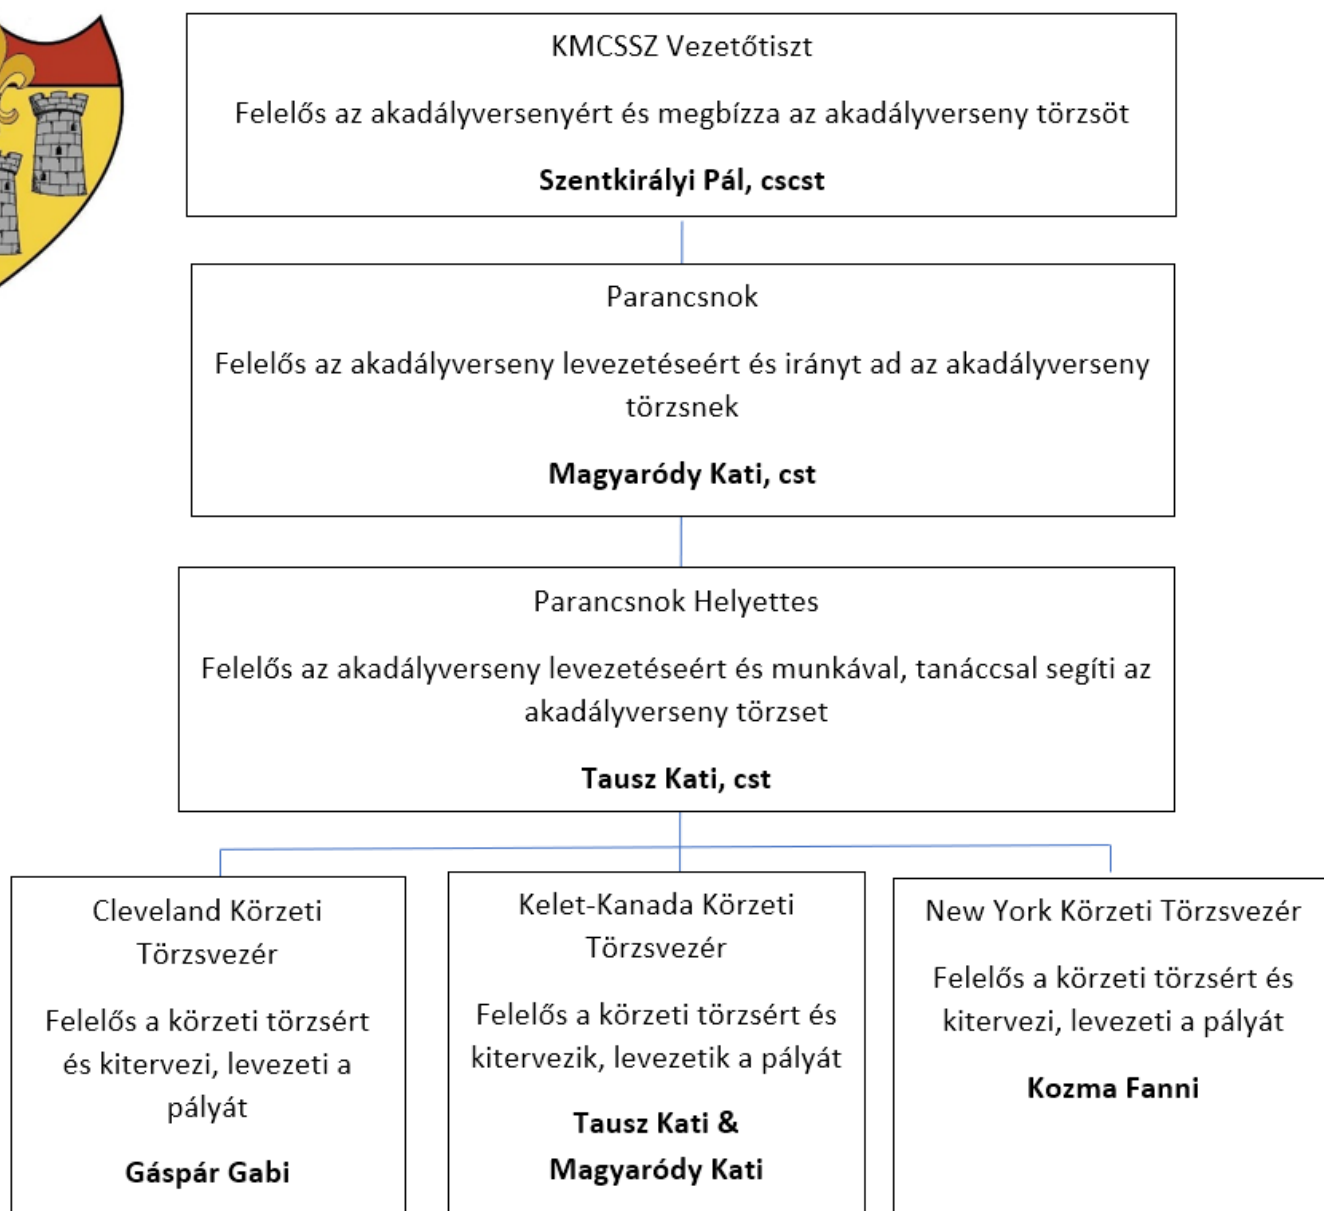 KMCSSZ Vezetőtiszt
Felelős az akadályversenyért és megbízza az akadályverseny törzsöt
Szentkirályi Pál, cscst
Parancsnok
Felelős az akadályverseny levezetéseért és irányt ad az akadályverseny
törzsnek
Magyaródy Kati, cst
Parancsnok Helyettes
Felelős az akadályverseny levezetéseért és munkával, tanáccsal segíti az
akadályverseny törzset
Tausz Kati, cst
Cleveland Körzeti
Törzsvezér
Felelős a körzeti törzsért
és kitervezi, levezeti a
pályát
Gáspár Gabi
Kelet-Kanada Körzeti
Törzsvezér
Felelős a körzeti törzsért és
kitervezik, levezetik a pályát
Tausz Kati &
Magyaródy Kati
New York Körzeti Törzsvezér
Felelős a körzeti törzsért és
kitervezi, levezeti a pályát
Kozma Fanni